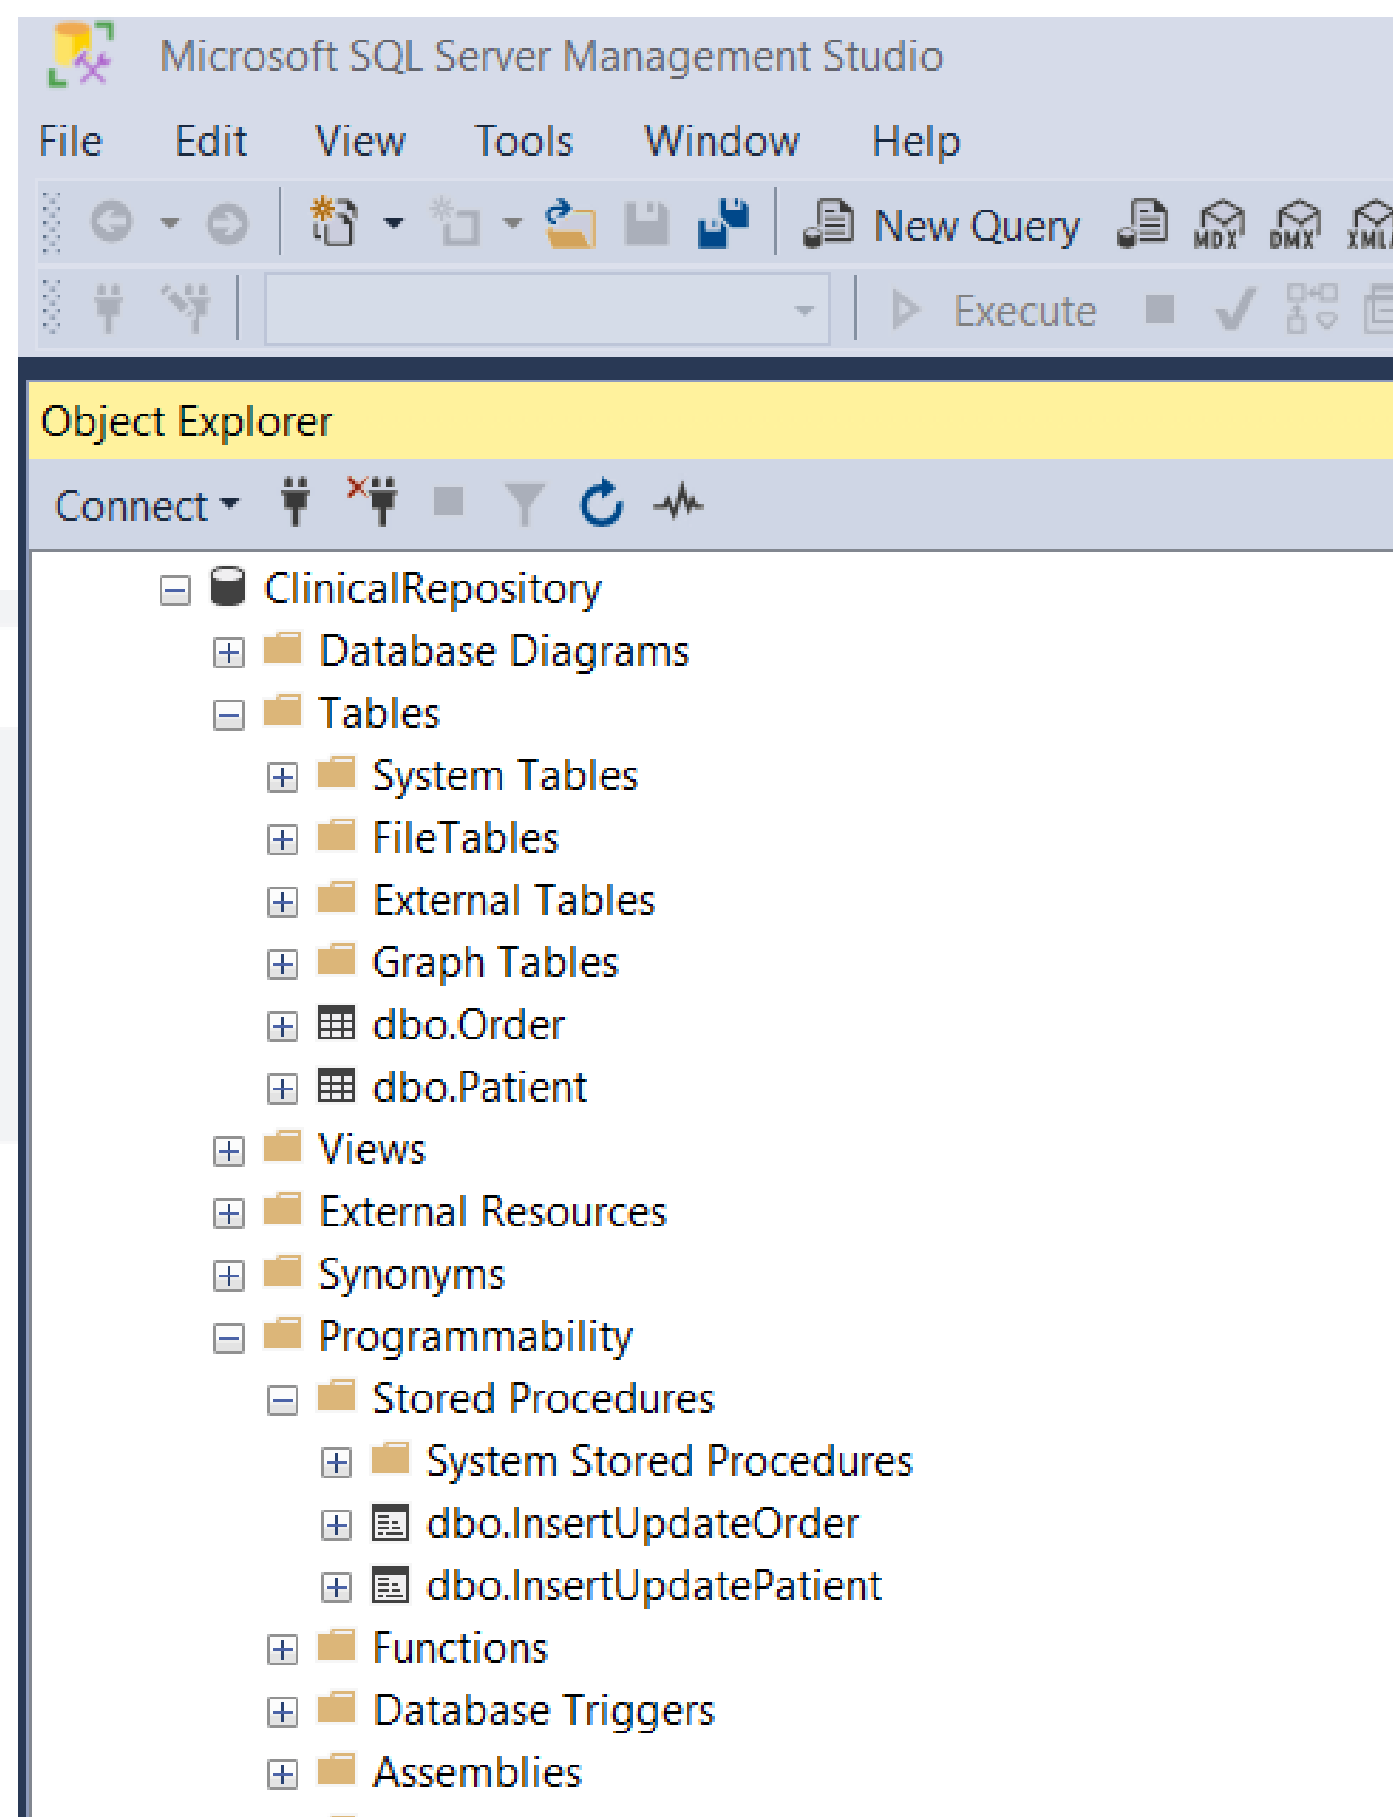 Microsoft SQL Server Management Studio
File Edit View Tools Window Help
New Query MDX DMX XMLA
Execute
Object Explorer
Connect
ClinicalRepository
Database Diagrams
Tables
System Tables
FileTables
External Tables
Graph Tables
dbo.Order
dbo.Patient
Views
External Resources
Synonyms
Programmability
Stored Procedures
System Stored Procedures
dbo.InsertUpdateOrder
dbo.InsertUpdatePatient
Functions
Database Triggers
Assemblies